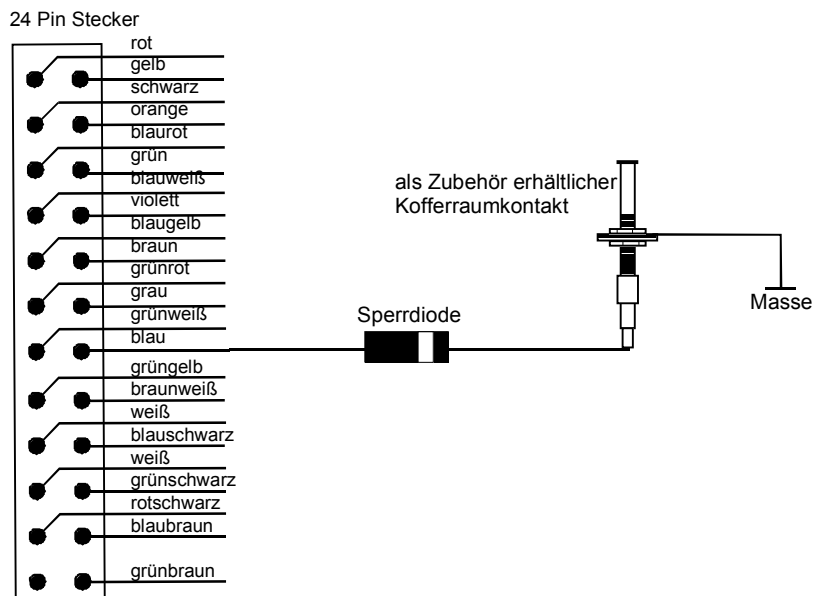 24 Pin Stecker
rot
gelb
schwarz
orange
blaurot
grün
blauweiß
violett
blaugelb
braun
grünrot
grau
grünweiß
blau
grüngelb
braunweiß
weiß
blauschwarz
weiß
grünschwarz
rotschwarz
blaubraun
grünbraun
als Zubehör erhältlicher
Kofferraumkontakt
Sperrdiode
Masse